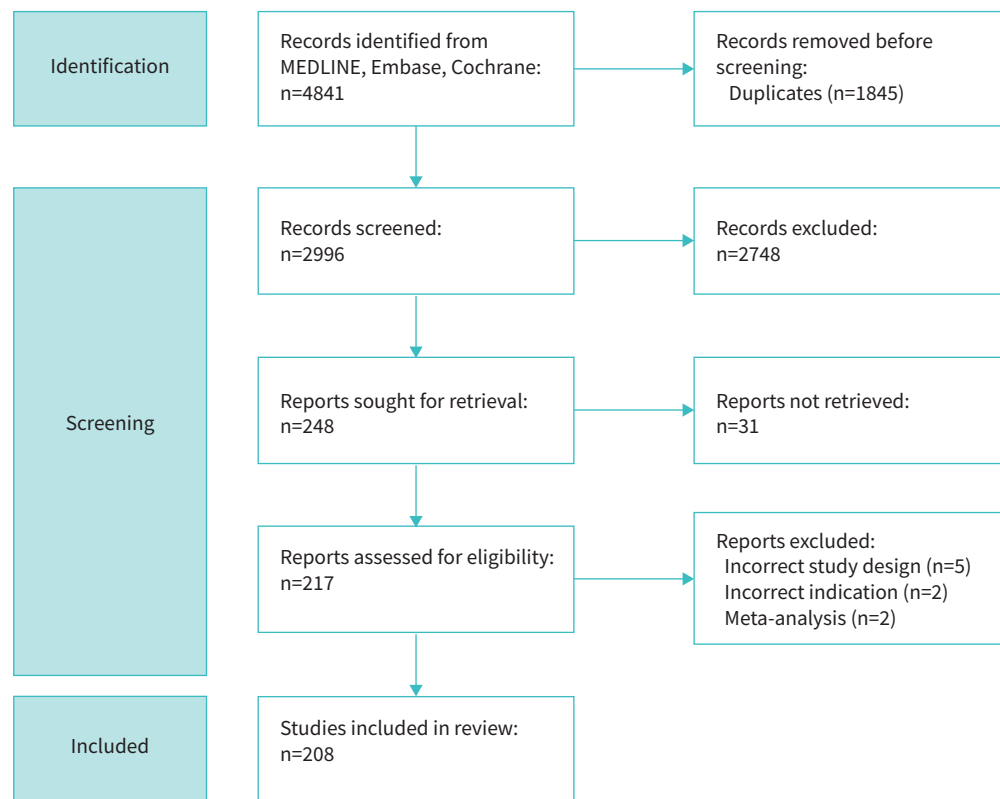 Identification
Records identified from
MEDLINE, Embase, Cochrane:
n=4841
Records removed before
screening:
Duplicates (n=1845)
Screening
Records screened:
n=2996
Records excluded:
n=2748
Reports sought for retrieval:
n=248
Reports not retrieved:
n=31
Reports assessed for eligibility:
n=217
Reports excluded:
Incorrect study design (n=5)
Incorrect indication (n=2)
Meta-analysis (n=2)
Included
Studies included in review:
n=208